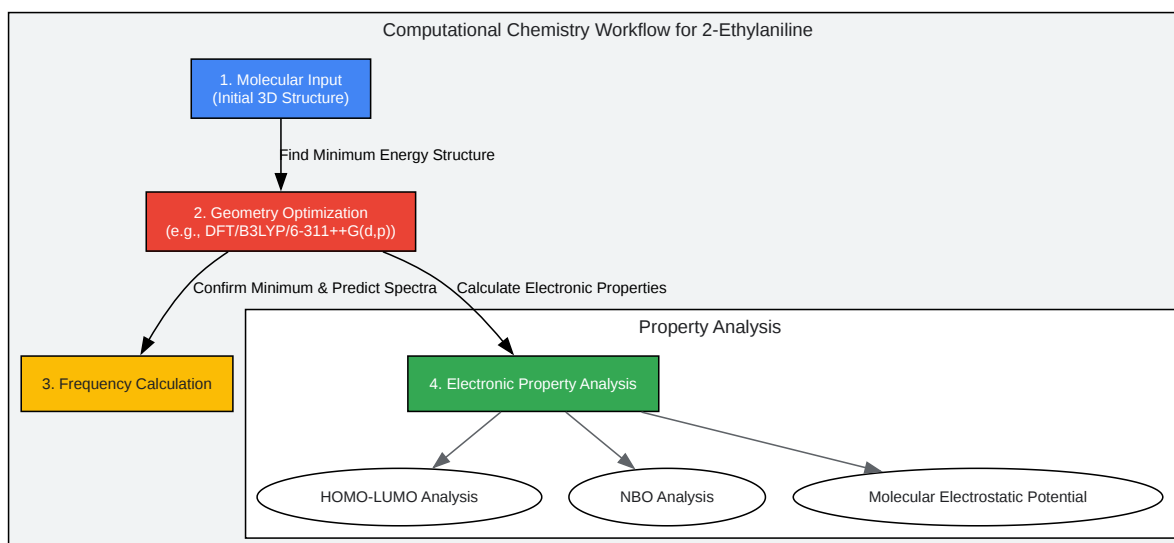 Computational Chemistry Workflow for 2-Ethylaniline
1. Molecular Input
(Initial 3D Structure)
Find Minimum Energy Structure
2. Geometry Optimization
(e.g., DFT/B3LYP/6-311++G(d,p))
Confirm Minimum & Predict Spectra
Calculate Electronic Properties
Property Analysis
3. Frequency Calculation
4. Electronic Property Analysis
HOMO-LUMO Analysis
NBO Analysis
Molecular Electrostatic Potential